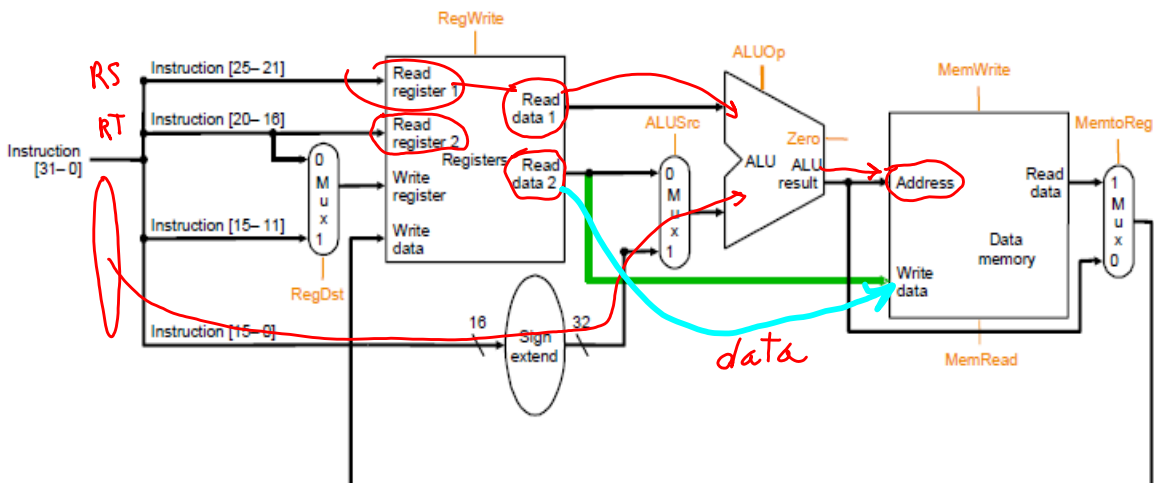 RegWrite
RS
Instruction [25–21]
Read
register 1
Read
data 1
ALUOp
MemWrite
RT
Instruction [20–16]
Read
register 2
ALUSrc
Zero
MemtoReg
Instruction
[31–0]
0
M
u
x
1
Registers
Read
data 2
0
M
u
x
1
ALU
ALU
result
Address
Read
data
1
M
u
x
0
Write
register
Instruction [15–11]
Write
data
Data
memory
Write
data
RegDst
Instruction [15–0]
16
Sign
extend
32
data
MemRead